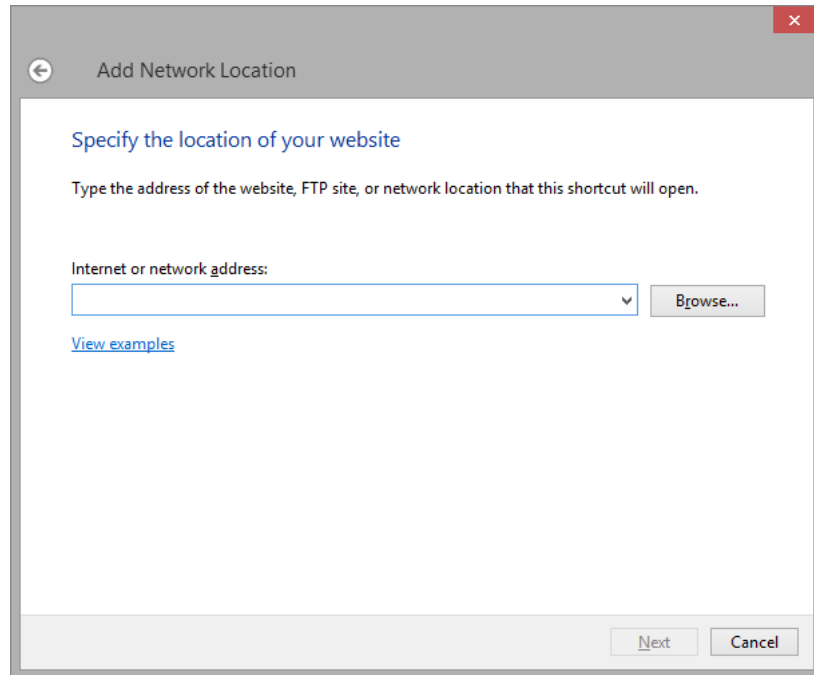 Add Network Location
Specify the location of your website
Type the address of the website, FTP site, or network location that this shortcut will open.
Internet or network address:
Browse...
View examples
Next
Cancel